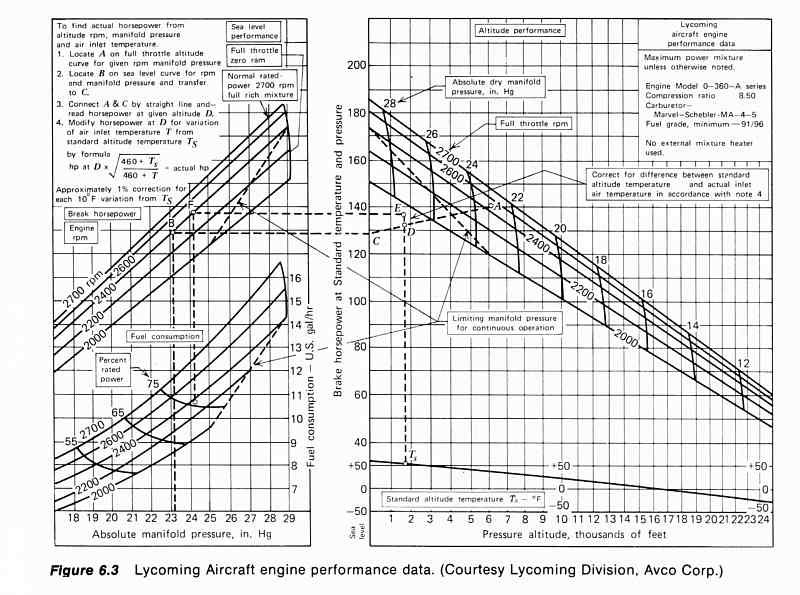 To find actual horsepower from
altitude rpm, manifold pressure
and air inlet temperature.
1. Locate A on full throttle altitude
curve for given rpm manifold pressure
2. Locate B on sea level curve for rpm
and manifold pressure and transfer
to C.
3. Connect A & C by straight line and—
read horsepower at given altitude D.
4. Modify horsepower at D for variation
of air inlet temperature T from
standard altitude temperature Ts
by formula
hp at D × √ 460 + Ts / 460 + T = actual hp
Approximately 1% correction for
each 10°F variation from Ts
Sea level
performance
Full throttle
zero ram
Normal rated-
power 2700 rpm
full rich mixture
Break horsepower
Engine
rpm
B
F
2700 rpm
2600
2400
2200
2000
Fuel consumption
Percent
rated
power
75
65
55
2700
2600
2400
2200
2000
16
15
14
13
12
11
10
9
8
7
Fuel consumption — U.S. gal/hr
18 19 20 21 22 23 24 25 26 27 28 29
Absolute manifold pressure, in. Hg
Altitude performance
Lycoming
aircraft engine
performance data
Maximum power mixture
unless otherwise noted.
Engine Model 0–360–A series
Compression ratio 8.50
Carburetor—
Marvel–Schebler–MA–4–5
Fuel grade, minimum—91/96
No external mixture heater
used.
Absolute dry manifold
pressure, in. Hg
Full throttle rpm
Correct for difference between standard
altitude temperature and actual inlet
air temperature in accordance with note 4
Limiting manifold pressure
for continuous operation
Brake horsepower at Standard temperature and pressure
200
180
160
140
120
100
80
60
40
+50
0
−50
28
26
24
22
20
18
16
14
12
2700
2600
2400
2200
2200
2000
2000
A
E
D
C
Ts
+50
0
−50
+50
0
−50
Standard altitude temperature Ts − °F
Sea
level
1 2 3 4 5 6 7 8 9 10 11 12 13 14 15 16 17 18 19 20 21 22 23 24
Pressure altitude, thousands of feet
Figure 6.3 Lycoming Aircraft engine performance data. (Courtesy Lycoming Division, Avco Corp.)